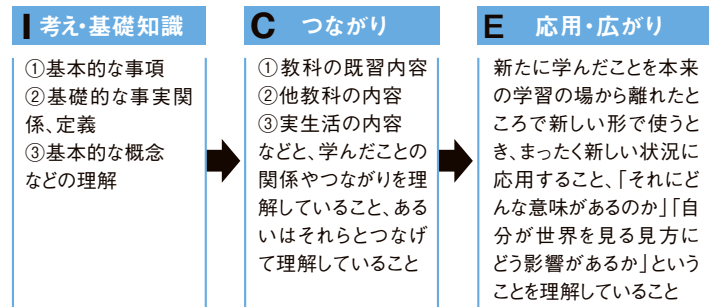 I 考え・基礎知識
①基本的な事項
②基礎的な事実関
係、定義
③基本的な概念
などの理解
C つながり
①教科の既習内容
②他教科の内容
③実生活の内容
などと、学んだことの
関係やつながりを理
解していること、ある
いはそれらとつなげ
て理解していること
E 応用・広がり
新たに学んだことを本来
の学習の場から離れたと
ころで新しい形で使うと
き、まったく新しい状況に
応用すること、「それにど
んな意味があるのか」「自
分が世界を見る見方に
どう影響があるか」という
ことを理解していること